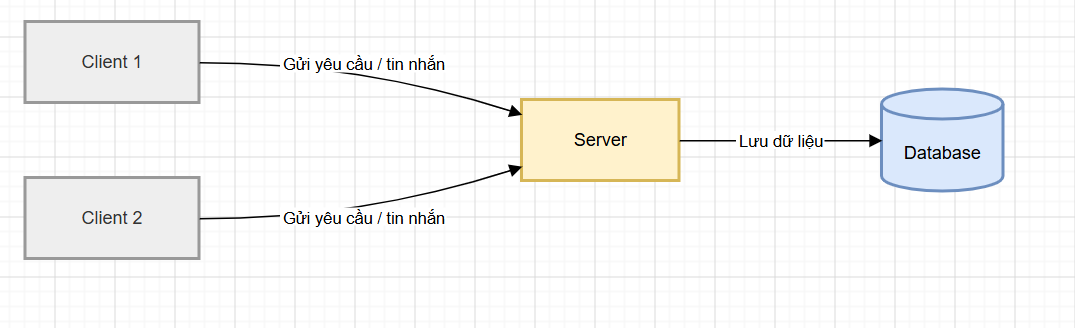 Client 1
Gửi yêu cầu / tin nhắn
Server
Lưu dữ liệu
Database
Client 2
Gửi yêu cầu / tin nhắn